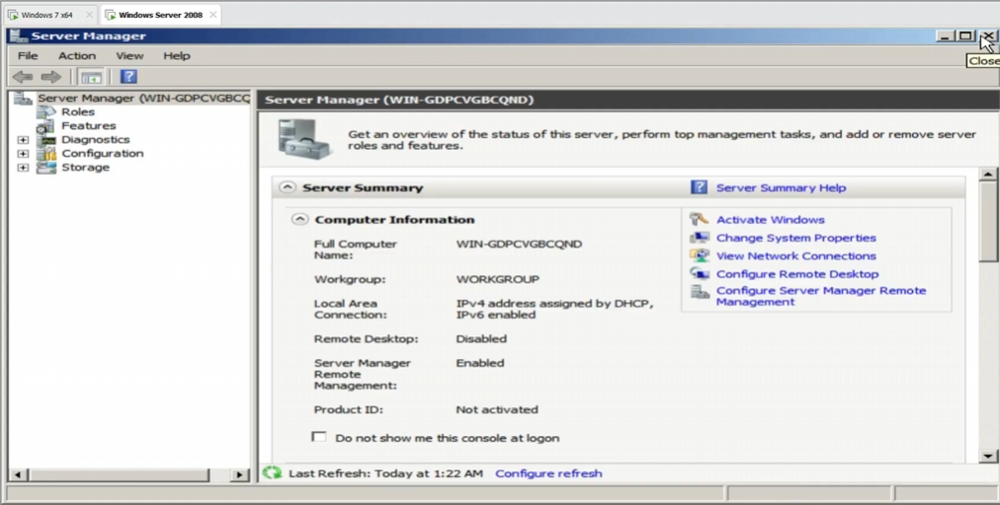 Windows 7 x64
Windows Server 2008
Server Manager
File Action View Help
Close
Server Manager (WIN-GDPCVGBCQ
Roles
Features
Diagnostics
Configuration
Storage
Server Manager (WIN-GDPCVGBCQND)
Get an overview of the status of this server, perform top management tasks, and add or remove server
roles and features.
Server Summary
Server Summary Help
Computer Information
Full Computer
Name:
WIN-GDPCVGBCQND
Workgroup:
WORKGROUP
Local Area
Connection:
IPv4 address assigned by DHCP,
IPv6 enabled
Remote Desktop:
Disabled
Server Manager
Remote
Management:
Enabled
Product ID:
Not activated
Do not show me this console at logon
Activate Windows
Change System Properties
View Network Connections
Configure Remote Desktop
Configure Server Manager Remote
Management
Last Refresh: Today at 1:22 AM Configure refresh